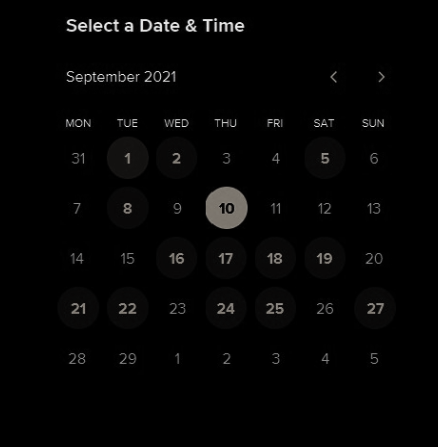 Select a Date & Time
September 2021
MON TUE WED THU FRI SAT SUN
31 1 2 3 4 5 6
7 8 9 10 11 12 13
14 15 16 17 18 19 20
21 22 23 24 25 26 27
28 29 1 2 3 4 5